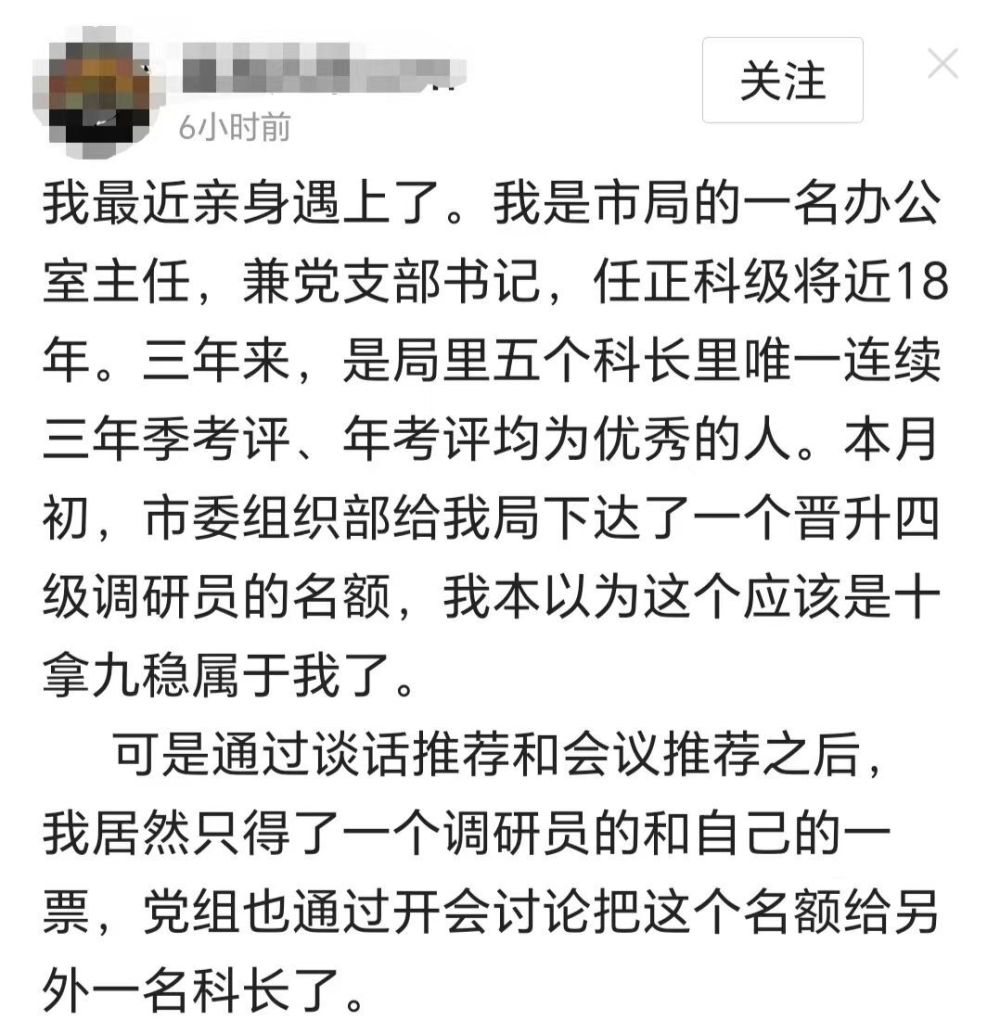 关注
6小时前
我最近亲身遇上了。我是市局的一名办公
室主任，兼党支部书记，任正科级将近18
年。三年来，是局里五个科长里唯一连续
三年季考评、年考评均为优秀的人。本月
初，市委组织部给我局下达了一个晋升四
级调研员的名额，我本以为这个应该是十
拿九稳属于我了。
可是通过谈话推荐和会议推荐之后，
我居然只得了一个调研员的和自己的一
票，党组也通过开会讨论把这个名额给另
外一名科长了。